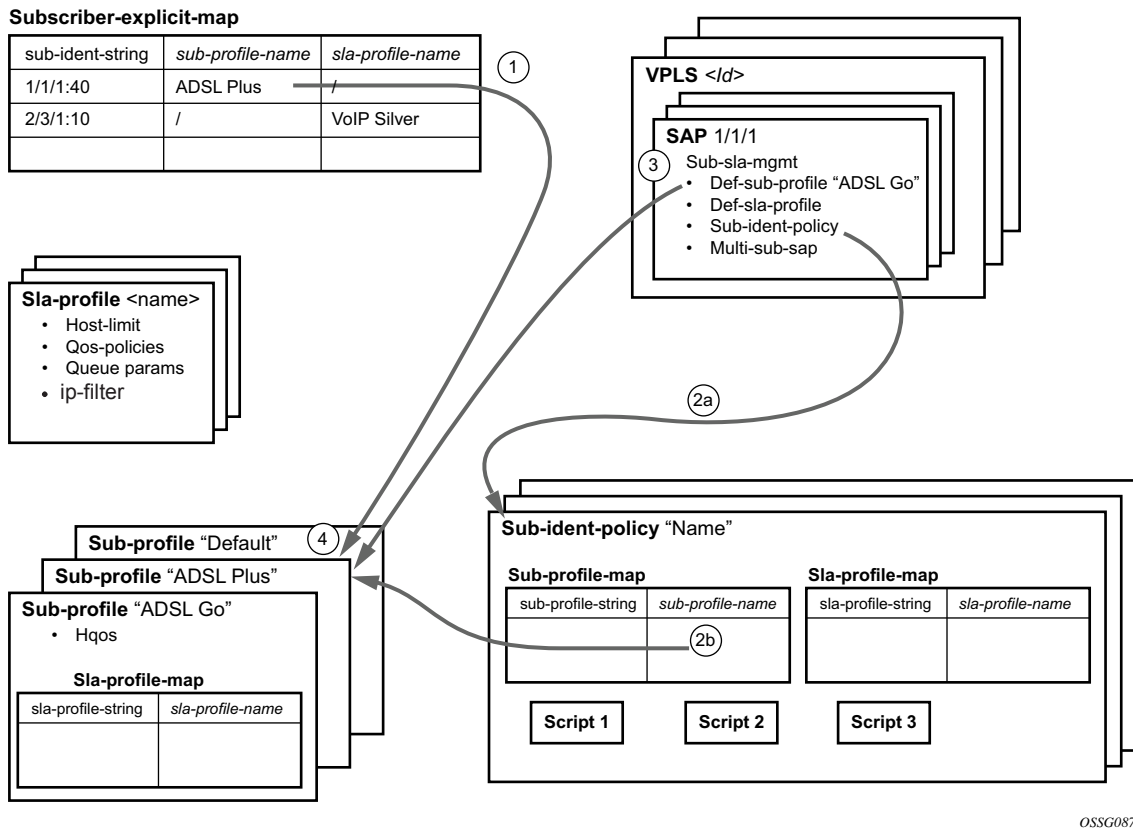 Subscriber-explicit-map
sub-ident-string sub-profile-name sla-profile-name
1/1/1:40 ADSL Plus /
2/3/1:10 / VoIP Silver
1
VPLS <Id>
SAP 1/1/1
3
Sub-sla-mgmt
• Def-sub-profile “ADSL Go”
• Def-sla-profile
• Sub-ident-policy
• Multi-sub-sap
Sla-profile <name>
• Host-limit
• Qos-policies
• Queue params
• ip-filter
2a
Sub-profile “Default”
4
Sub-profile “ADSL Plus”
Sub-profile “ADSL Go”
• Hqos
Sla-profile-map
sla-profile-string sla-profile-name
Sub-ident-policy “Name”
Sub-profile-map
sub-profile-string sub-profile-name
2b
Sla-profile-map
sla-profile-string sla-profile-name
Script 1
Script 2
Script 3
OSSG087